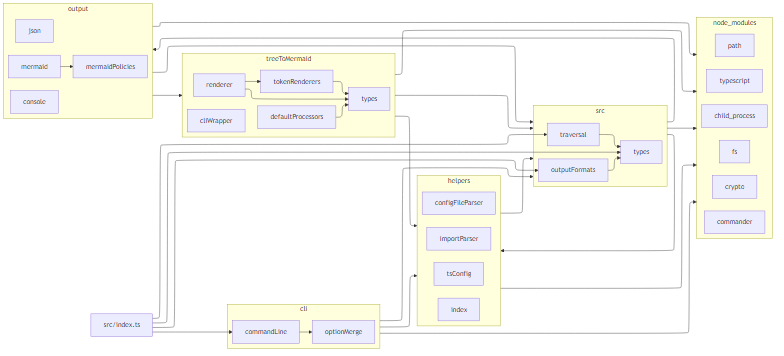 output
json
mermaid
mermaidPolicies
console
treeToMermaid
renderer
tokenRenderers
types
cliWrapper
defaultProcessors
src
traversal
types
outputFormats
helpers
configFileParser
importParser
tsConfig
index
src/index.ts
cli
commandLine
optionMerge
node_modules
path
typescript
child_process
fs
crypto
commander